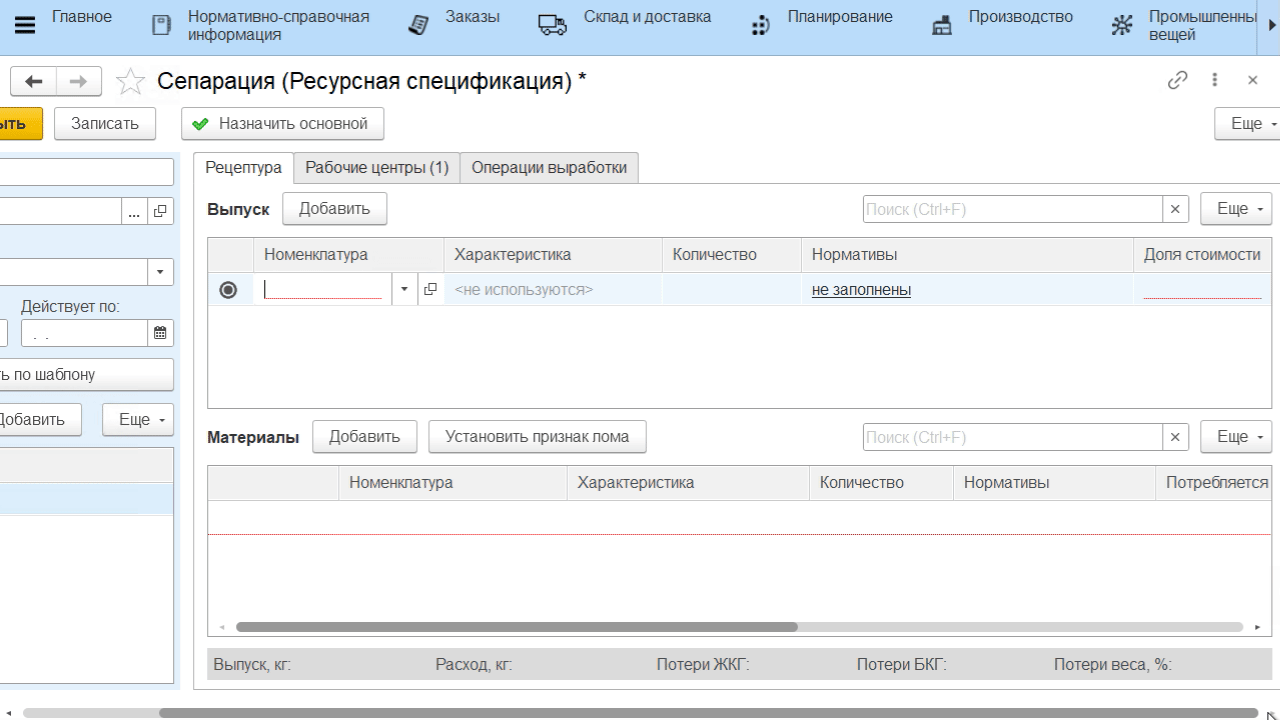 Главное
Нормативно-справочная
информация
Заказы
Склад и доставка
Планирование
Производство
Промышленны
вещей
Сепарация (Ресурсная спецификация) *
ыть
Записать
Назначить основной
Еще
Рецептура
Рабочие центры (1)
Операции выработки
Выпуск
Добавить
Поиск (Ctrl+F)
Еще
Номенклатура
Характеристика
Количество
Нормативы
Доля стоимости
<не используются>
не заполнены
Действует по:
. .
ь по шаблону
Добавить
Еще
Материалы
Добавить
Установить признак лома
Поиск (Ctrl+F)
Еще
Номенклатура
Характеристика
Количество
Нормативы
Потребляется
Выпуск, кг:
Расход, кг:
Потери ЖКГ:
Потери БКГ:
Потери веса, %: